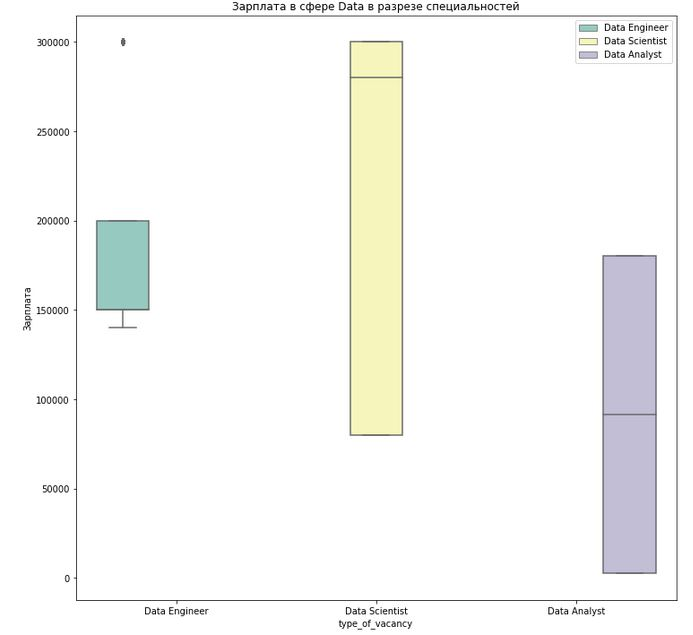 Зарплата в сфере Data в разрезе специальностей
Data Engineer
Data Scientist
Data Analyst
300000
250000
200000
150000
100000
50000
0
Зарплата
Data Engineer
Data Scientist
Data Analyst
type_of_vacancy